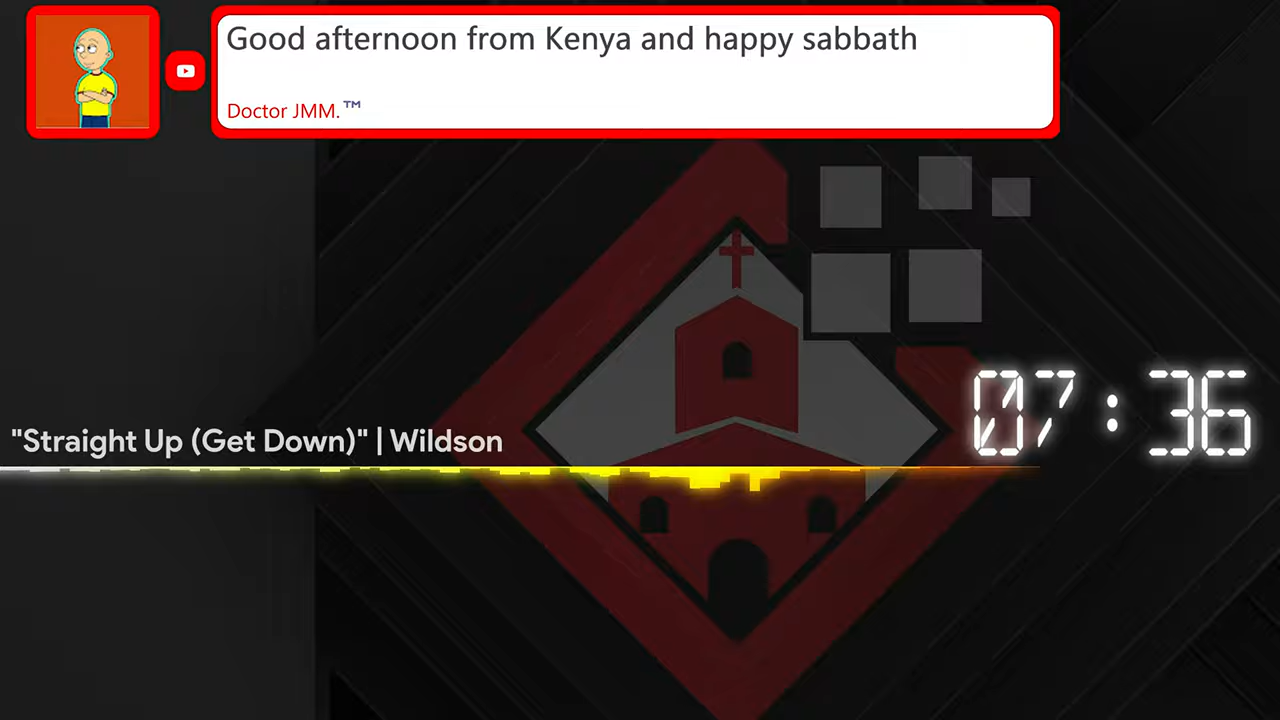 Good afternoon from Kenya and happy sabbath
Doctor JMM.™
"Straight Up (Get Down)" | Wildson
07:36